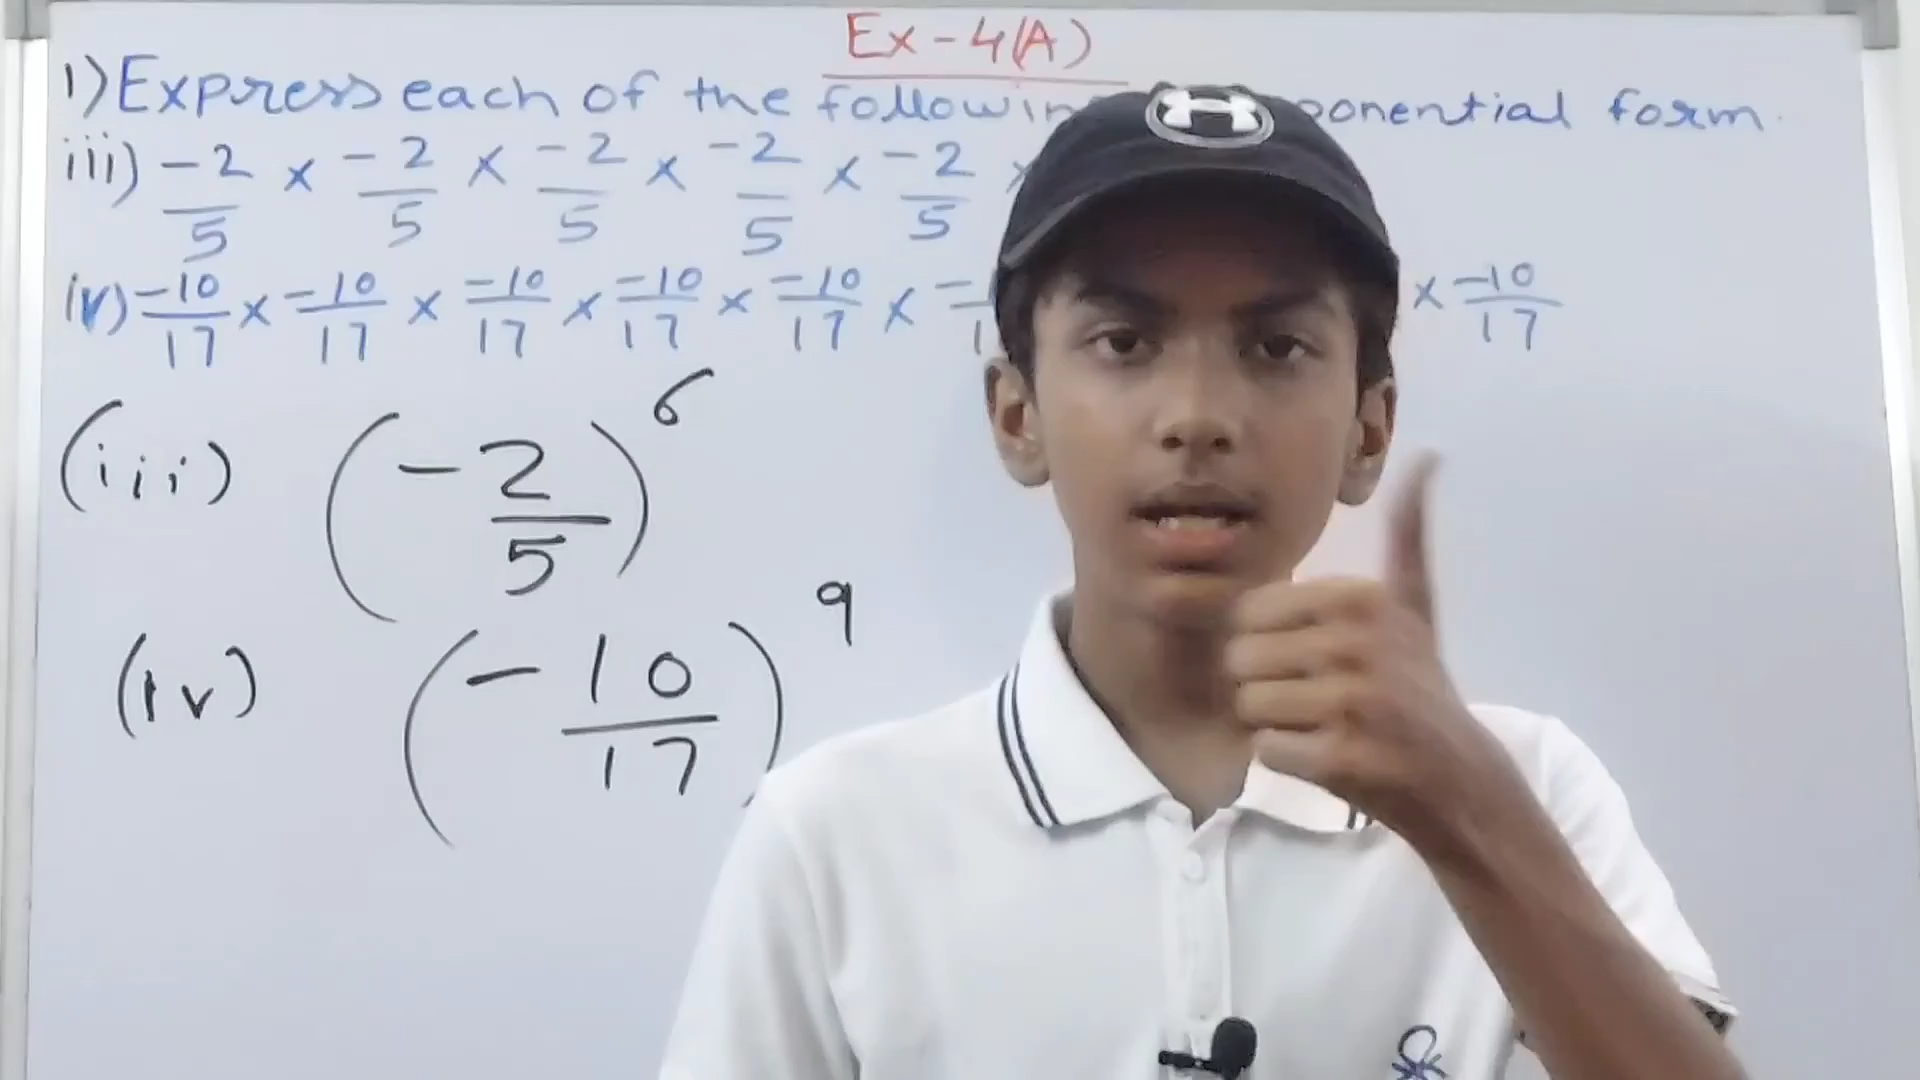 Ex-4(A)
1) Express each of the followin ponential form.
iii) -2/5 × -2/5 × -2/5 × -2/5 × -2/5 ×
iv) -10/17 × -10/17 × -10/17 × -10/17 × -10/17 × × -10/17
(iii) (-2/5)^6
(iv) (-10/17)^9